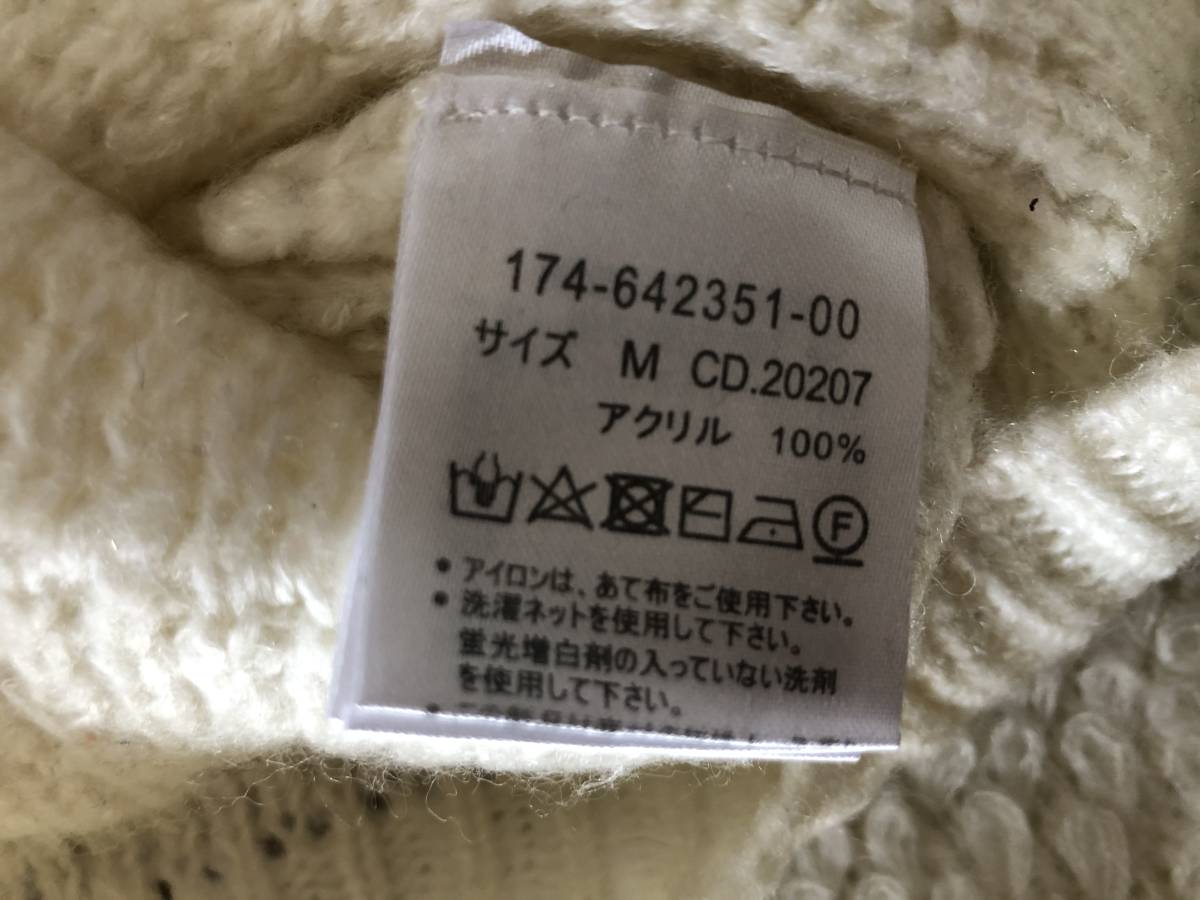 174-642351-00
サイズ M CD.20207
アクリル 100%
F
• アイロンは、あて布をご使用下さい。
• 洗濯ネットを使用して下さい。
蛍光増白剤の入っていない洗剤
を使用して下さい。